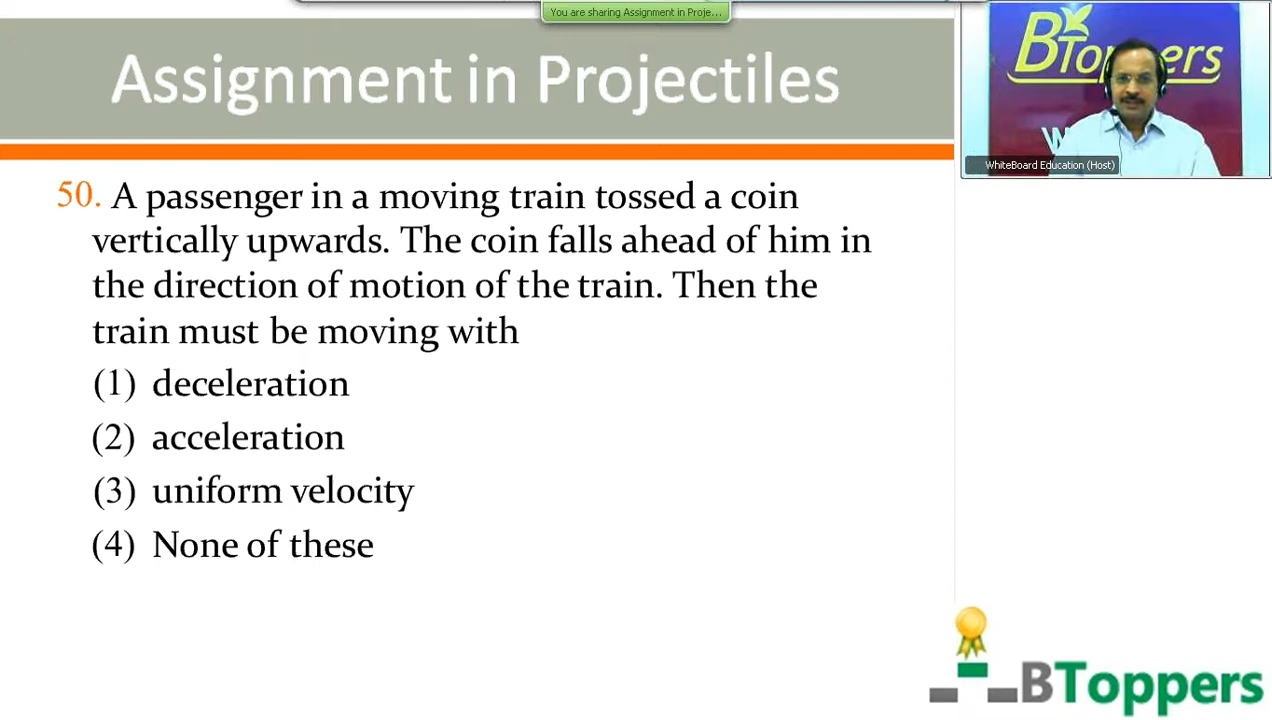 You are sharing Assignment in Proje...
Assignment in Projectiles
BToppers
W
WhiteBoard Education (Host)
50. A passenger in a moving train tossed a coin
vertically upwards. The coin falls ahead of him in
the direction of motion of the train. Then the
train must be moving with
(1) deceleration
(2) acceleration
(3) uniform velocity
(4) None of these
BToppers